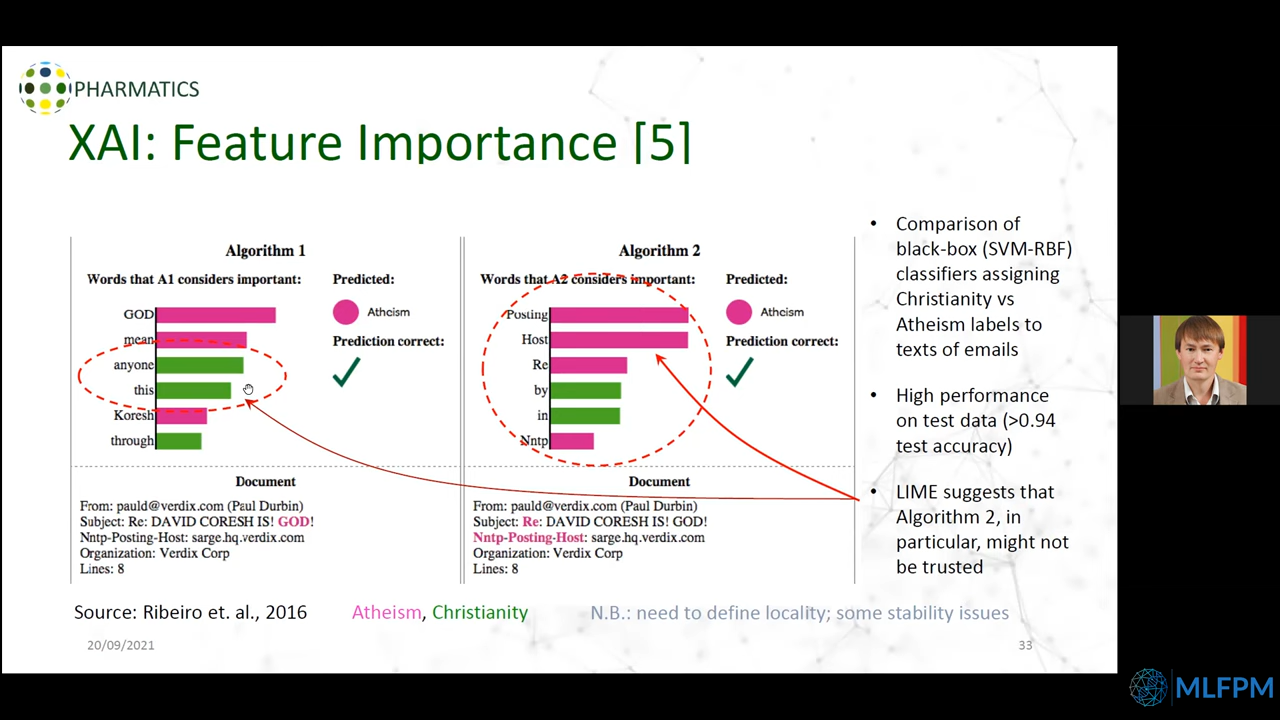 PHARMATICS
XAI: Feature Importance [5]
Algorithm 1
Words that A1 considers important:
Predicted:
GOD
mean
anyone
this
Koresh
through
Atheism
Prediction correct:
Document
From: pauld@verdix.com (Paul Durbin)
Subject: Re: DAVID CORESH IS! GOD!
Nntp-Posting-Host: sarge.hq.verdix.com
Organization: Verdix Corp
Lines: 8
Algorithm 2
Words that A2 considers important:
Predicted:
Posting
Host
Re
by
in
Nntp
Atheism
Prediction correct:
Document
From: pauld@verdix.com (Paul Durbin)
Subject: Re: DAVID CORESH IS! GOD!
Nntp-Posting-Host: sarge.hq.verdix.com
Organization: Verdix Corp
Lines: 8
• Comparison of
black-box (SVM-RBF)
classifiers assigning
Christianity vs
Atheism labels to
texts of emails
• High performance
on test data (>0.94
test accuracy)
• LIME suggests that
Algorithm 2, in
particular, might not
be trusted
Source: Ribeiro et. al., 2016
Atheism, Christianity
N.B.: need to define locality; some stability issues
20/09/2021
33
MLFPM